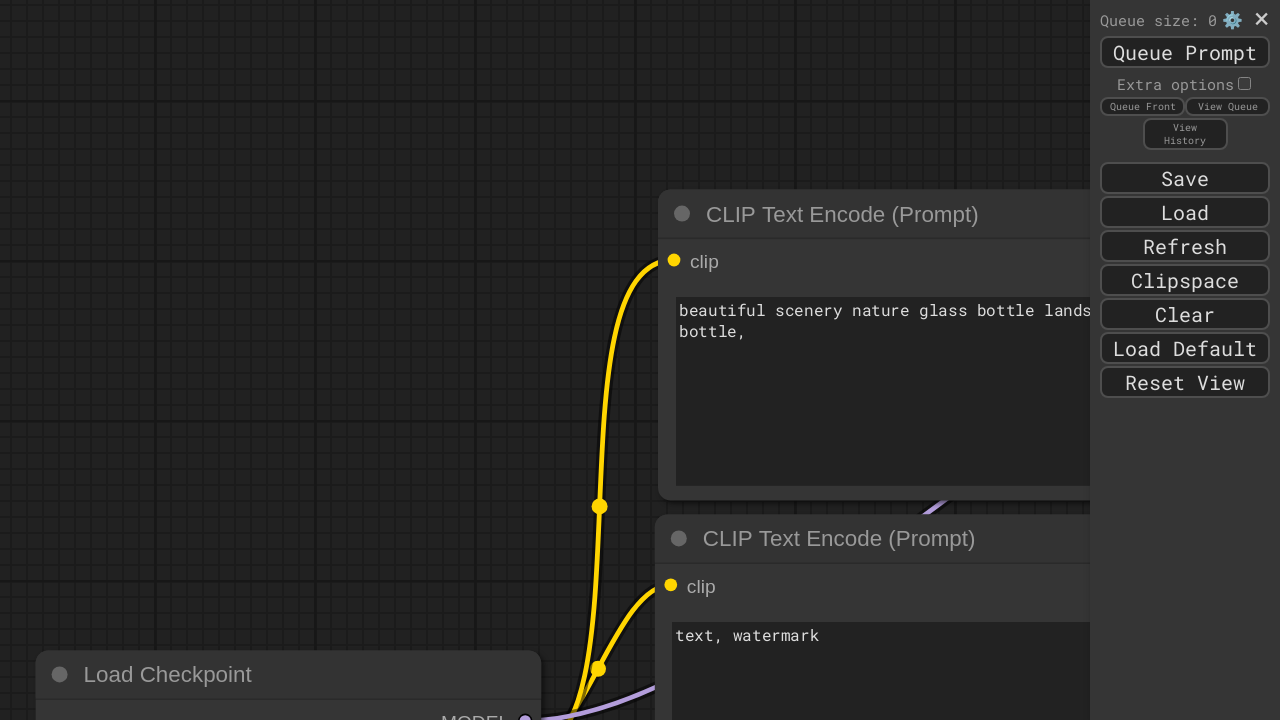 Queue size: 0
Queue Prompt
Extra options
Queue Front
View Queue
View
History
Save
Load
Refresh
Clipspace
Clear
Load Default
Reset View
CLIP Text Encode (Prompt)
clip
beautiful scenery nature glass bottle lands
bottle,
CLIP Text Encode (Prompt)
clip
text, watermark
Load Checkpoint
MODEL